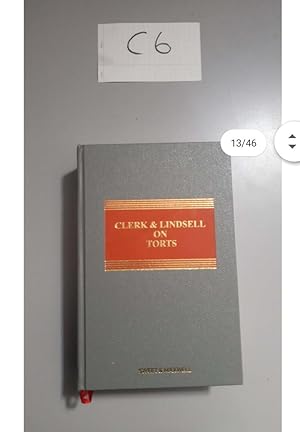 C6
13/46
CLERK & LINDSELL
ON
TORTS
SWEET & MAXWELL